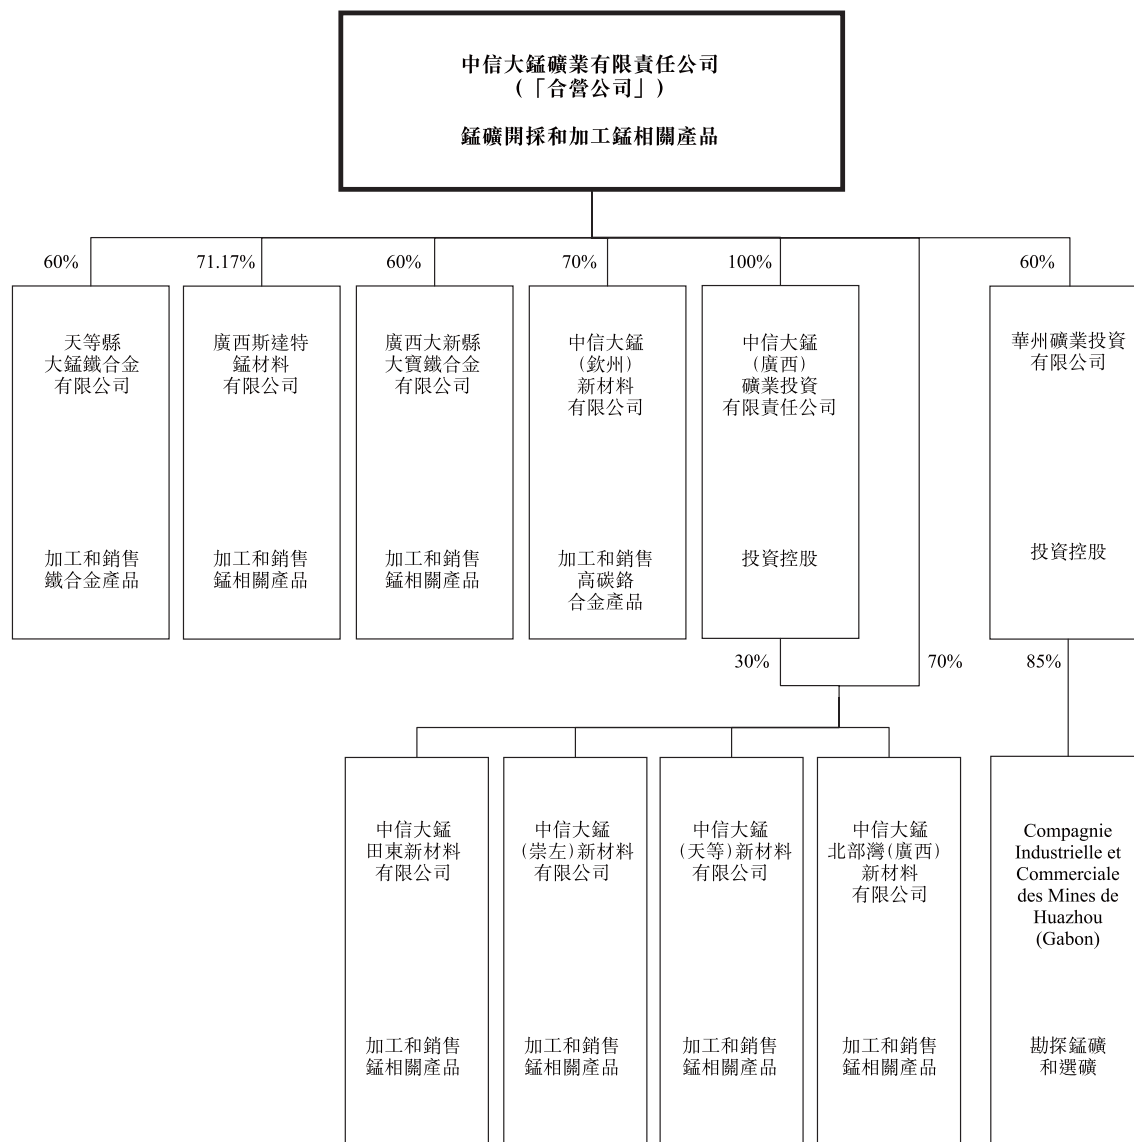 中信大錳礦業有限責任公司
(「合營公司」)
錳礦開採和加工錳相關產品
60%
71.17%
60%
70%
100%
60%
天等縣
大錳鐵合金
有限公司
加工和銷售
鐵合金產品
廣西斯達特
錳材料
有限公司
加工和銷售
錳相關產品
廣西大新縣
大寶鐵合金
有限公司
加工和銷售
錳相關產品
中信大錳
(欽州)
新材料
有限公司
加工和銷售
高碳鉻
合金產品
中信大錳
(廣西)
礦業投資
有限責任公司
投資控股
華州礦業投資
有限公司
投資控股
30%
70%
85%
中信大錳
田東新材料
有限公司
加工和銷售
錳相關產品
中信大錳
(崇左)新材料
有限公司
加工和銷售
錳相關產品
中信大錳
(天等)新材料
有限公司
加工和銷售
錳相關產品
中信大錳
北部灣(廣西)
新材料
有限公司
加工和銷售
錳相關產品
Compagnie
Industrielle et
Commerciale
des Mines de
Huazhou
(Gabon)
勘探錳礦
和選礦